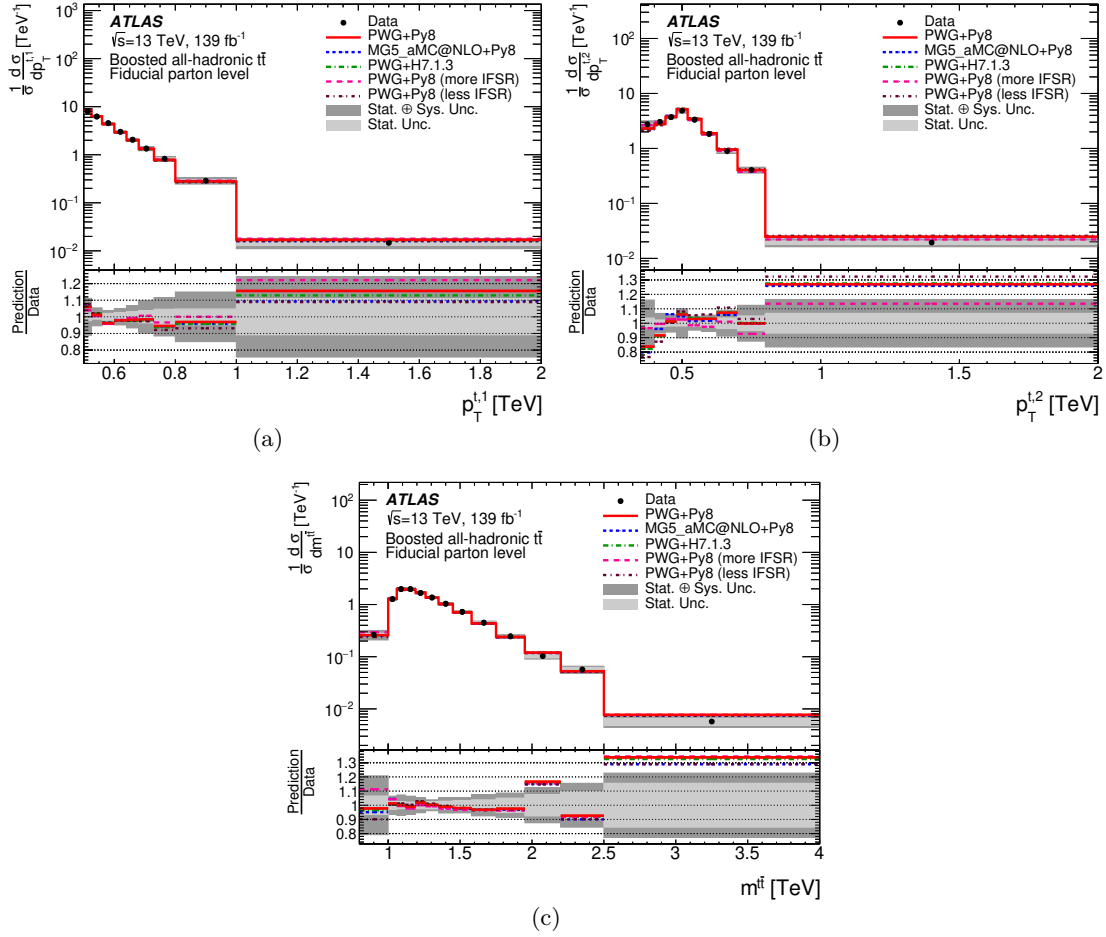 ATLAS
√s=13 TeV, 139 fb⁻¹
Boosted all-hadronic tt̄
Fiducial parton level
Data
PWG+Py8
MG5_aMC@NLO+Py8
PWG+H7.1.3
PWG+Py8 (more IFSR)
PWG+Py8 (less IFSR)
Stat. ⊕ Sys. Unc.
Stat. Unc.
1/σ dσ/dp_T^{t,1} [TeV⁻¹]
10³
10²
10
1
10⁻¹
10⁻²
Prediction/Data
1.2
1.1
1
0.9
0.8
0.6 0.8 1 1.2 1.4 1.6 1.8 2
p_T^{t,1} [TeV]
(a)
ATLAS
√s=13 TeV, 139 fb⁻¹
Boosted all-hadronic tt̄
Fiducial parton level
Data
PWG+Py8
MG5_aMC@NLO+Py8
PWG+H7.1.3
PWG+Py8 (more IFSR)
PWG+Py8 (less IFSR)
Stat. ⊕ Sys. Unc.
Stat. Unc.
1/σ dσ/dp_T^{t,2} [TeV⁻¹]
10²
10
1
10⁻¹
10⁻²
Prediction/Data
1.3
1.2
1.1
1
0.9
0.8
0.5 1 1.5 2
p_T^{t,2} [TeV]
(b)
ATLAS
√s=13 TeV, 139 fb⁻¹
Boosted all-hadronic tt̄
Fiducial parton level
Data
PWG+Py8
MG5_aMC@NLO+Py8
PWG+H7.1.3
PWG+Py8 (more IFSR)
PWG+Py8 (less IFSR)
Stat. ⊕ Sys. Unc.
Stat. Unc.
1/σ dσ/dm^{tt̄} [TeV⁻¹]
10²
10
1
10⁻¹
10⁻²
Prediction/Data
1.3
1.2
1.1
1
0.9
0.8
1 1.5 2 2.5 3 3.5 4
m^{tt̄} [TeV]
(c)